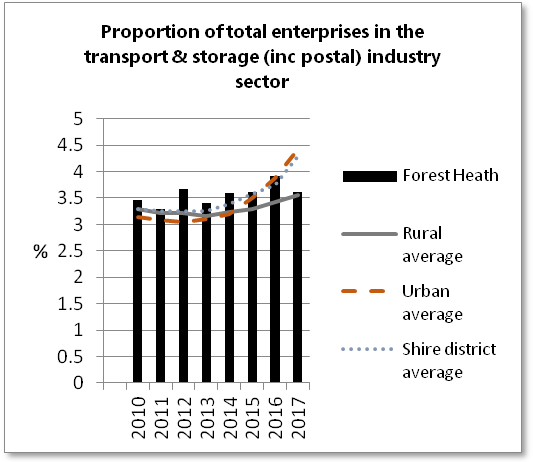 Proportion of total enterprises in the
transport & storage (inc postal) industry
sector
5
4.5
4
3.5
3
2.5
2
1.5
1
0.5
0
%
2010
2011
2012
2013
2014
2015
2016
2017
Forest Heath
Rural
average
Urban
average
Shire district
average